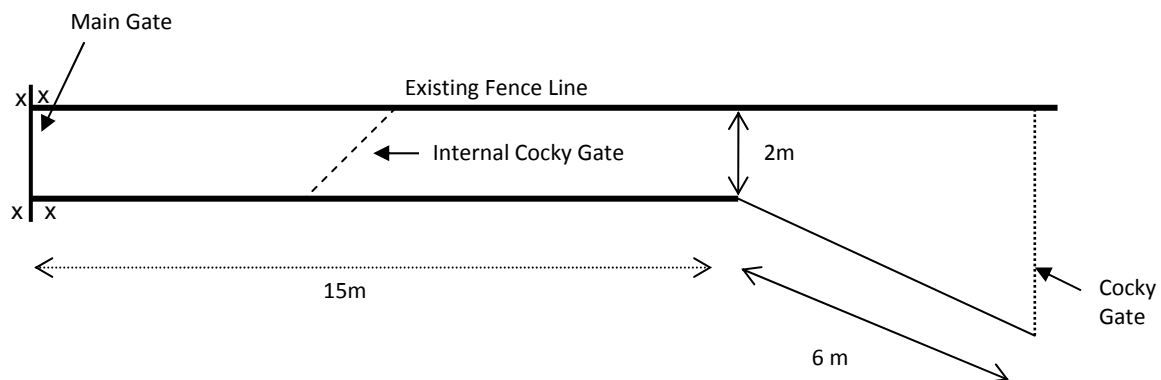 Main Gate
x x
Existing Fence Line
Internal Cocky Gate
2m
x x
15m
Cocky
Gate
6 m